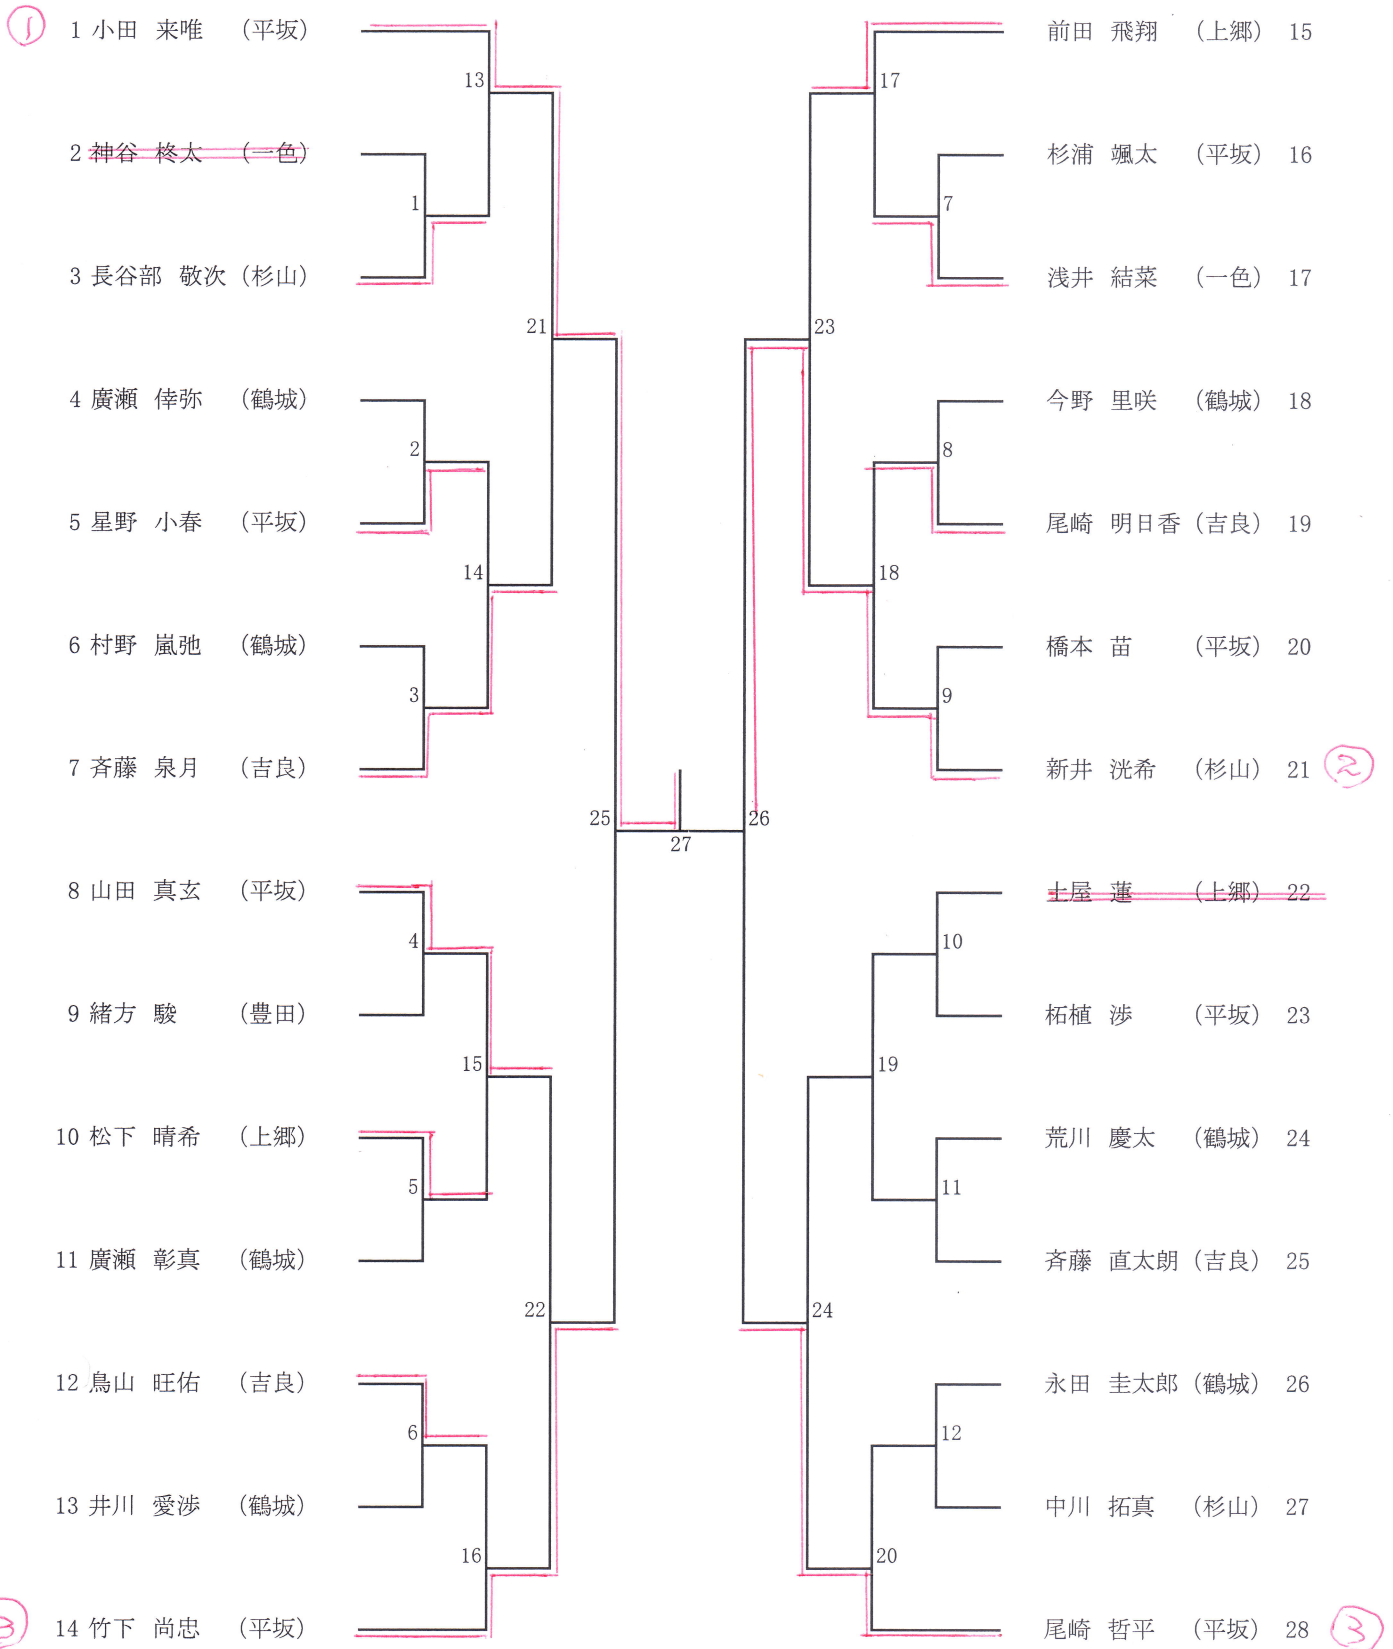 ① 1 小田 来唯 (平坂)
13
2 神谷 柊太 (一色)
1
3 長谷部 敬次 (杉山)
21
4 廣瀬 倖弥 (鶴城)
2
5 星野 小春 (平坂)
14
6 村野 嵐弛 (鶴城)
3
7 斉藤 泉月 (吉良)
25
8 山田 真玄 (平坂)
4
9 緒方 駿 (豊田)
15
10 松下 晴希 (上郷)
5
11 廣瀬 彰真 (鶴城)
22
12 鳥山 旺佑 (吉良)
6
13 井川 愛渉 (鶴城)
16
3 14 竹下 尚忠 (平坂)
27
前田 飛翔 (上郷) 15
17
杉浦 颯太 (平坂) 16
7
浅井 結菜 (一色) 17
23
今野 里咲 (鶴城) 18
8
尾崎 明日香 (吉良) 19
18
橋本 苗 (平坂) 20
9
新井 洸希 (杉山) 21 ②
26
土屋 蓮 (上郷) 22
10
柘植 渉 (平坂) 23
19
荒川 慶太 (鶴城) 24
11
斉藤 直太朗 (吉良) 25
24
永田 圭太郎 (鶴城) 26
12
中川 拓真 (杉山) 27
20
尾崎 哲平 (平坂) 28 ③